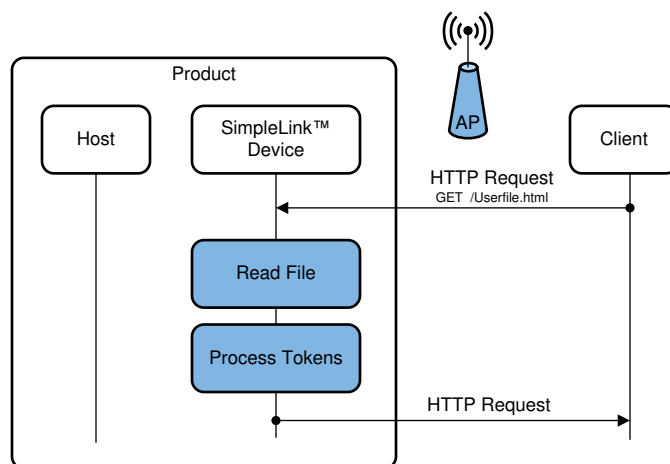 Product
AP
Host
SimpleLink™
Device
Client
HTTP Request
GET /Userfile.html
Read File
Process Tokens
HTTP Request